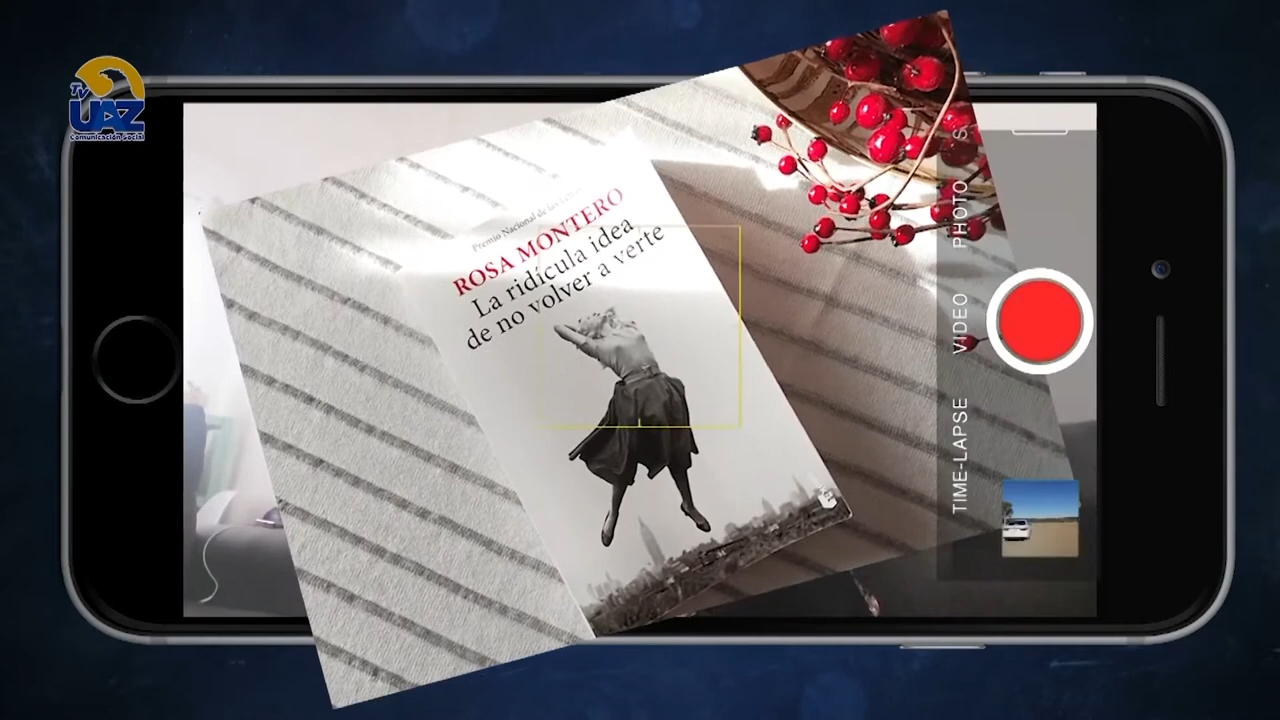 TV
UAZ
Comunicación Social
Premio Nacional de las
ROSA MONTERO
La ridícula idea
de no volver a verte
TIME-LAPSE VIDEO PHOTO S